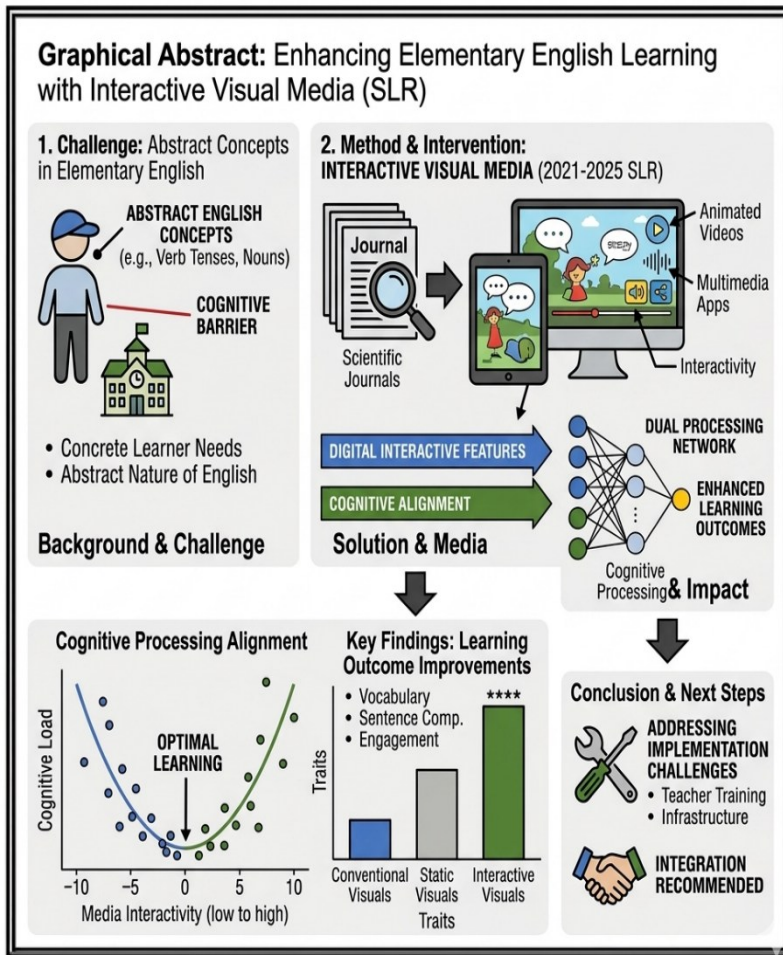 Graphical Abstract: Enhancing Elementary English Learning
with Interactive Visual Media (SLR)
1. Challenge: Abstract Concepts
in Elementary English
ABSTRACT ENGLISH
CONCEPTS
(e.g., Verb Tenses, Nouns)
COGNITIVE
BARRIER
• Concrete Learner Needs
• Abstract Nature of English
Background & Challenge
2. Method & Intervention:
INTERACTIVE VISUAL MEDIA (2021-2025 SLR)
Journal
Scientific
Journals
Animated
Videos
Multimedia
Apps
Interactivity
DIGITAL INTERACTIVE FEATURES
COGNITIVE ALIGNMENT
DUAL PROCESSING
NETWORK
ENHANCED
LEARNING
OUTCOMES
Cognitive
Processing & Impact
Solution & Media
Cognitive Processing Alignment
Cognitive Load
OPTIMAL
LEARNING
−10 −5 0 5 10
Media Interactivity (low to high)
Key Findings: Learning
Outcome Improvements
• Vocabulary
• Sentence Comp.
• Engagement
****
Traits
Conventional Visuals
Static Visuals
Interactive Visuals
Traits
Conclusion & Next Steps
ADDRESSING
IMPLEMENTATION
CHALLENGES
• Teacher Training
• Infrastructure
INTEGRATION
RECOMMENDED